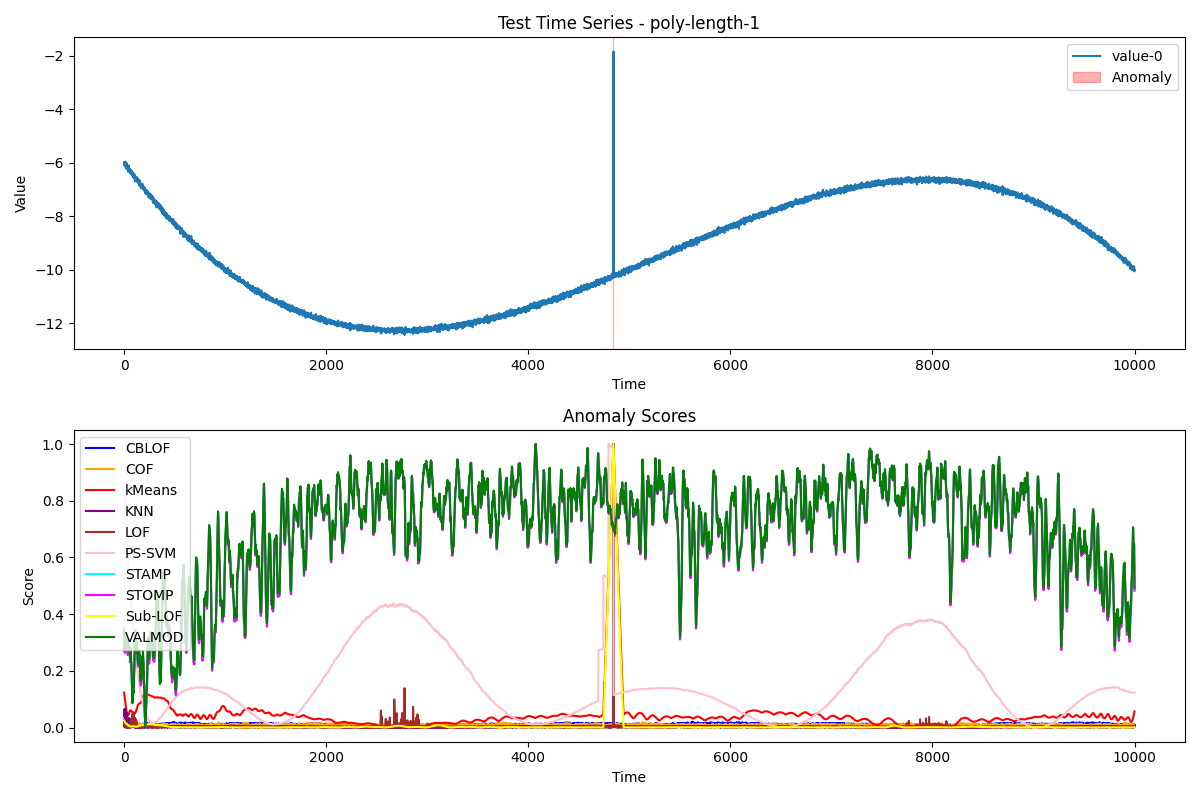 Test Time Series - poly-length-1
Value
−2
−4
−6
−8
−10
−12
value-0
Anomaly
0
2000
4000
6000
8000
10000
Time
Anomaly Scores
Score
1.0
0.8
0.6
0.4
0.2
0.0
CBLOF
COF
kMeans
KNN
LOF
PS-SVM
STAMP
STOMP
Sub-LOF
VALMOD
0
2000
4000
6000
8000
10000
Time